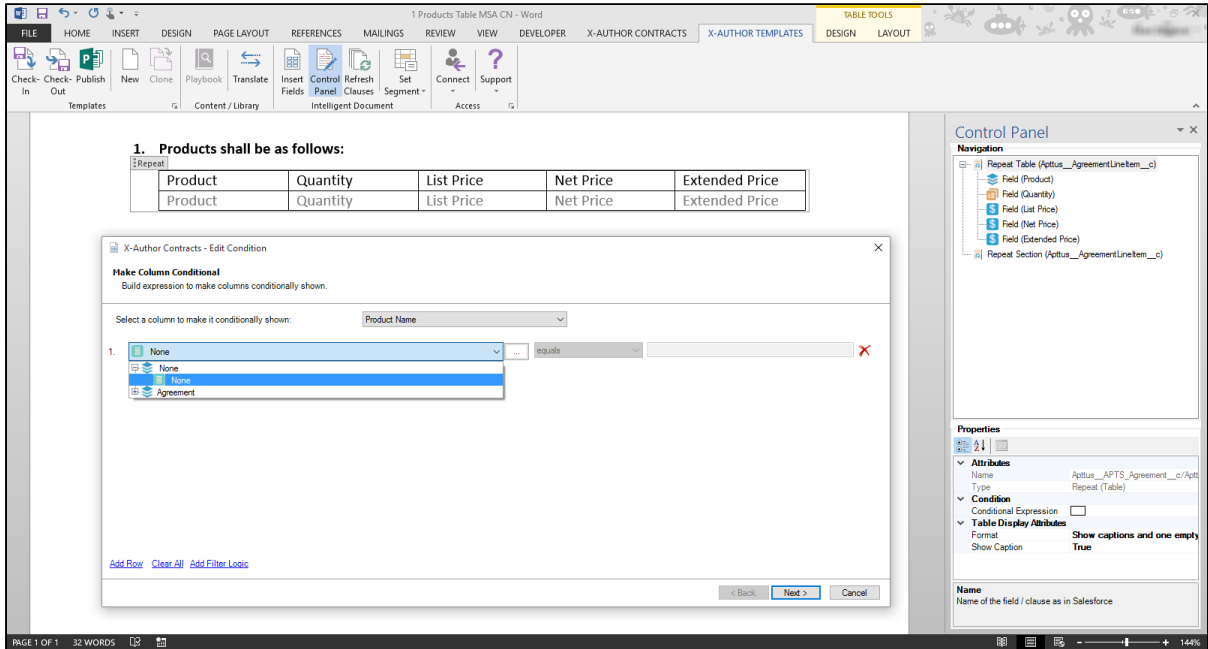 1 Products Table MSA CN - Word
TABLE TOOLS
FILE HOME INSERT DESIGN PAGE LAYOUT REFERENCES MAILINGS REVIEW VIEW DEVELOPER X-AUTHOR CONTRACTS X-AUTHOR TEMPLATES DESIGN LAYOUT
Check-In Check-Out Publish New Clone Playbook Translate Insert Fields Control Panel Refresh Clauses Set Segment Connect Support
Templates Content / Library Intelligent Document Access
1. Products shall be as follows:
Repeat
Product Quantity List Price Net Price Extended Price
Product Quantity List Price Net Price Extended Price
X-Author Contracts - Edit Condition
Make Column Conditional
Build expression to make columns conditionally shown.
Select a column to make it conditionally shown: Product Name
1. None ... equals
None
None
Agreement
Add Row Clear All Add Filter Logic
< Back Next > Cancel
Control Panel
Navigation
Repeat Table (Apttus__AgreementLineItem__c)
Field (Product)
Field (Quantity)
Field (List Price)
Field (Net Price)
Field (Extended Price)
Repeat Section (Apttus__AgreementLineItem__c)
Properties
Attributes
Name Apttus__APTS_Agreement__c/Aptt
Type Repeat (Table)
Condition
Conditional Expression
Table Display Attributes
Format Show captions and one empty
Show Caption True
Name
Name of the field / clause as in Salesforce
PAGE 1 OF 1 32 WORDS 144%